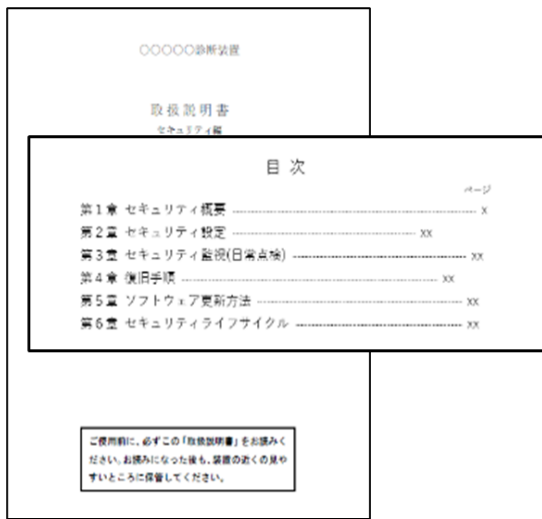 〇〇〇〇〇診断装置
取扱説明書
セキュリティ編
目 次
ページ
第1章 セキュリティ概要 ---------- x
第2章 セキュリティ設定 ---------- xx
第3章 セキュリティ監視(日常点検) ---------- xx
第4章 復旧手順 ---------- xx
第5章 ソフトウェア更新方法 ---------- xx
第6章 セキュリティライフサイクル ---------- xx
ご使用前に、必ずこの「取扱説明書」をお読みく
ださい。お読みになった後も、装置の近くの見や
すいところに保管してください。